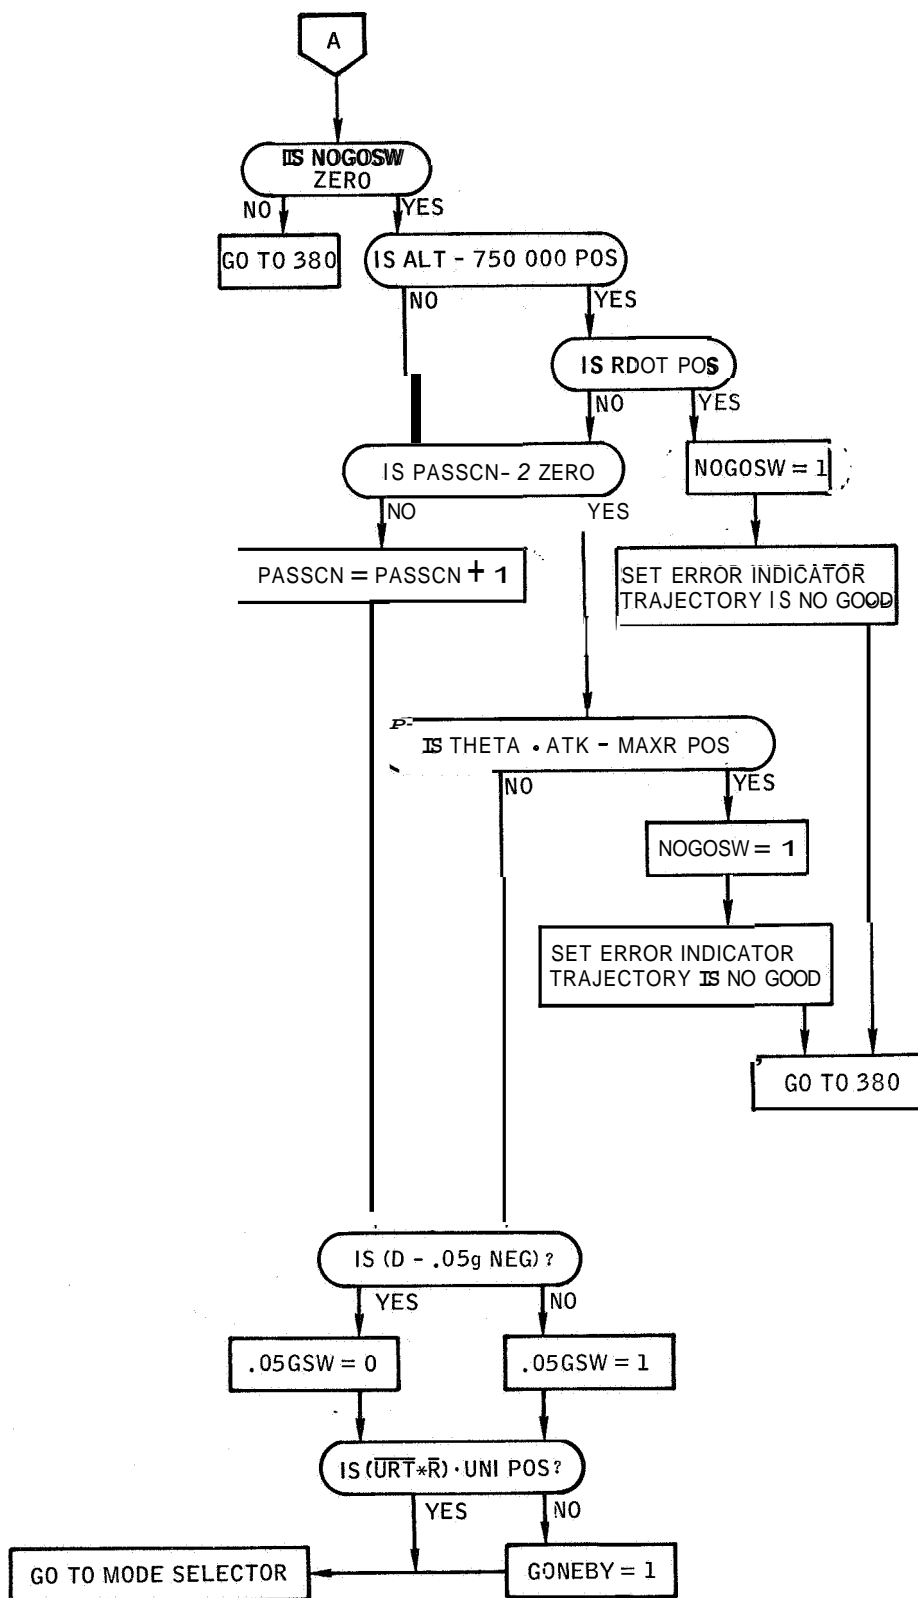 A
IS NOGOSW
ZERO
NO
YES
GO TO 380
IS ALT - 750 000 POS
NO
YES
IS RDOT POS
NO
YES
IS PASSCN- 2 ZERO
NOGOSW = 1
NO
YES
PASSCN = PASSCN + 1
SET ERROR INDICATOR
TRAJECTORY IS NO GOOD
IS THETA • ATK - MAXR POS
NO
YES
NOGOSW = 1
SET ERROR INDICATOR
TRAJECTORY IS NO GOOD
GO TO 380
IS (D - .05g NEG) ?
YES
NO
.05GSW = 0
.05GSW = 1
IS (U̅R̅T̅*R̅) · UNI POS?
YES
NO
GO TO MODE SELECTOR
GONEBY = 1